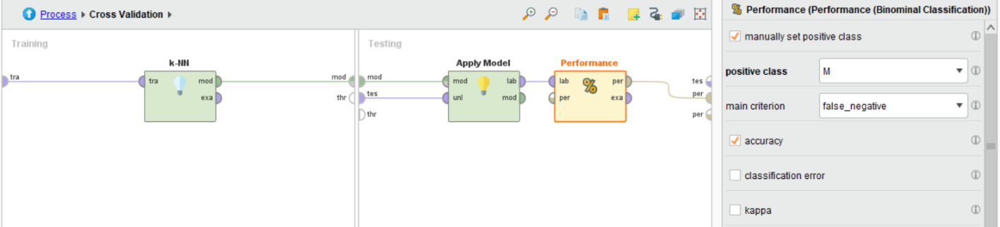 Process Cross Validation
Performance (Performance (Binominal Classification))
Training
Testing
k-NN
Apply Model
Performance
tra
tra
mod
exa
mod
thr
mod
tes
thr
mod
unl
lab
mod
lab
per
per
exa
tes
per
per
manually set positive class
positive class
M
main criterion
false_negative
accuracy
classification error
kappa